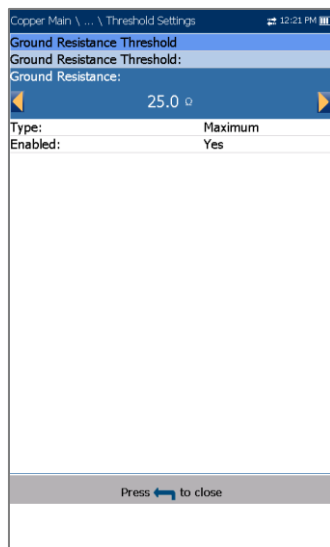 Copper Main \ ... \ Threshold Settings 12:21 PM
Ground Resistance Threshold
Ground Resistance Threshold:
Ground Resistance:
25.0 Ω
Type: Maximum
Enabled: Yes
Press to close